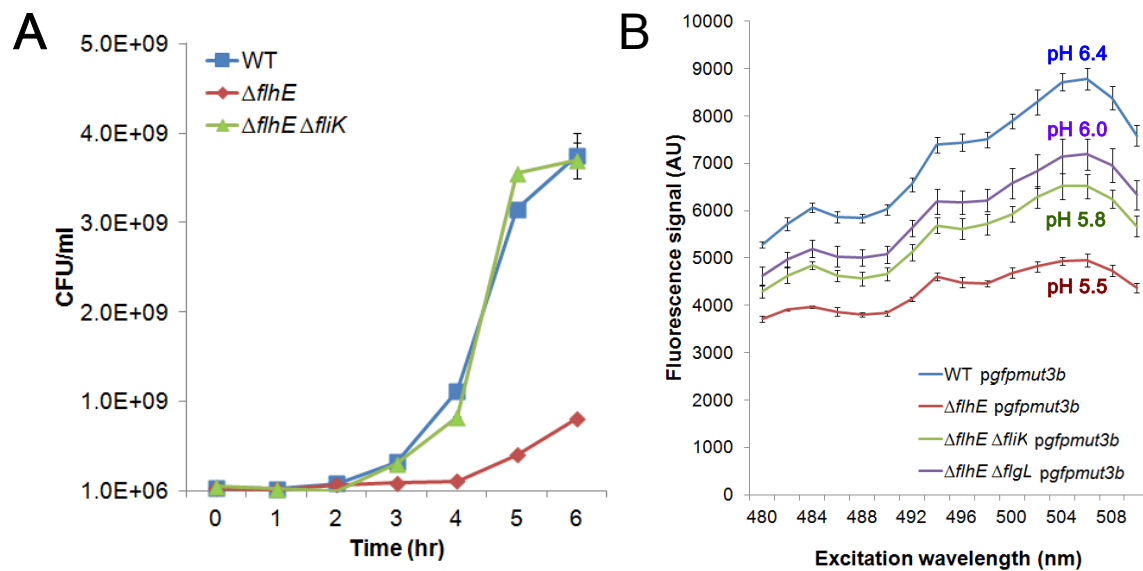 A
5.0E+09
4.0E+09
3.0E+09
2.0E+09
1.0E+09
1.0E+06
CFU/ml
WT
ΔflhE
ΔflhE ΔfliK
0 1 2 3 4 5 6
Time (hr)
B
10000
9000
8000
7000
6000
5000
4000
3000
2000
1000
0
Fluorescence signal (AU)
pH 6.4
pH 6.0
pH 5.8
pH 5.5
WT pgfpmut3b
ΔflhE pgfpmut3b
ΔflhE ΔfliK pgfpmut3b
ΔflhE ΔflgL pgfpmut3b
480 484 488 492 496 500 504 508
Excitation wavelength (nm)